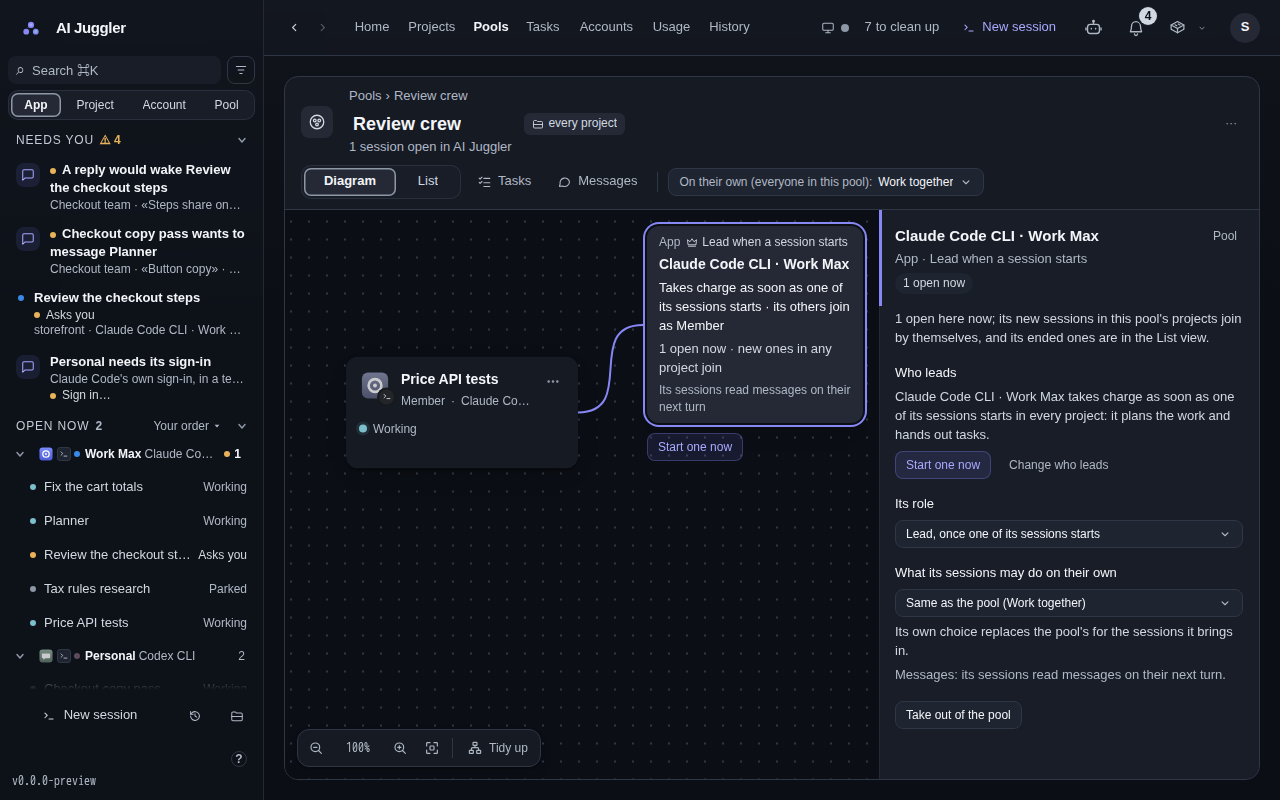 AI Juggler
Search ⌘K
App
Project
Account
Pool
NEEDS YOU 4
A reply would wake Review the checkout steps
Checkout team · «Steps share on…
Checkout copy pass wants to message Planner
Checkout team · «Button copy» · …
Review the checkout steps
Asks you
storefront · Claude Code CLI · Work …
Personal needs its sign-in
Claude Code's own sign-in, in a te…
Sign in…
OPEN NOW 2
Your order
Work Max Claude Co… 1
Fix the cart totals Working
Planner Working
Review the checkout st… Asks you
Tax rules research Parked
Price API tests Working
Personal Codex CLI 2
Checkout copy pass Working
New session
?
v0.0.0-preview
Home
Projects
Pools
Tasks
Accounts
Usage
History
7 to clean up
New session
4
S
Pools › Review crew
Review crew
every project
1 session open in AI Juggler
Diagram
List
Tasks
Messages
On their own (everyone in this pool): Work together
App Lead when a session starts
Claude Code CLI · Work Max
Takes charge as soon as one of
its sessions starts · its others join
as Member
1 open now · new ones in any
project join
Its sessions read messages on their
next turn
Start one now
Price API tests
Member · Claude Co…
Working
100%
Tidy up
Claude Code CLI · Work Max
Pool
App · Lead when a session starts
1 open now
1 open here now; its new sessions in this pool's projects join
by themselves, and its ended ones are in the List view.
Who leads
Claude Code CLI · Work Max takes charge as soon as one
of its sessions starts in every project: it plans the work and
hands out tasks.
Start one now
Change who leads
Its role
Lead, once one of its sessions starts
What its sessions may do on their own
Same as the pool (Work together)
Its own choice replaces the pool's for the sessions it brings
in.
Messages: its sessions read messages on their next turn.
Take out of the pool